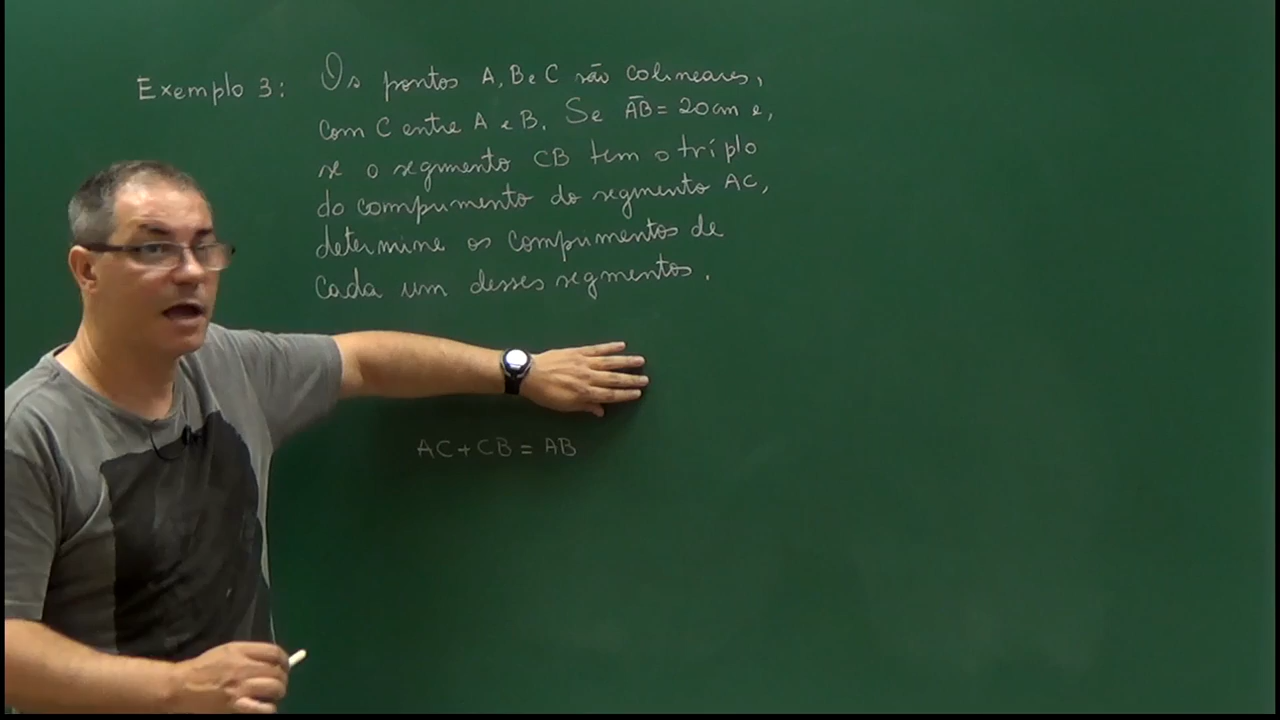 Exemplo 3: Os pontos A, B e C são colineares,
com C entre A e B. Se AB = 20cm e,
se o segmento CB tem o triplo
do comprimento do segmento AC,
determine os comprimentos de
cada um desses segmentos.
AC + CB = AB